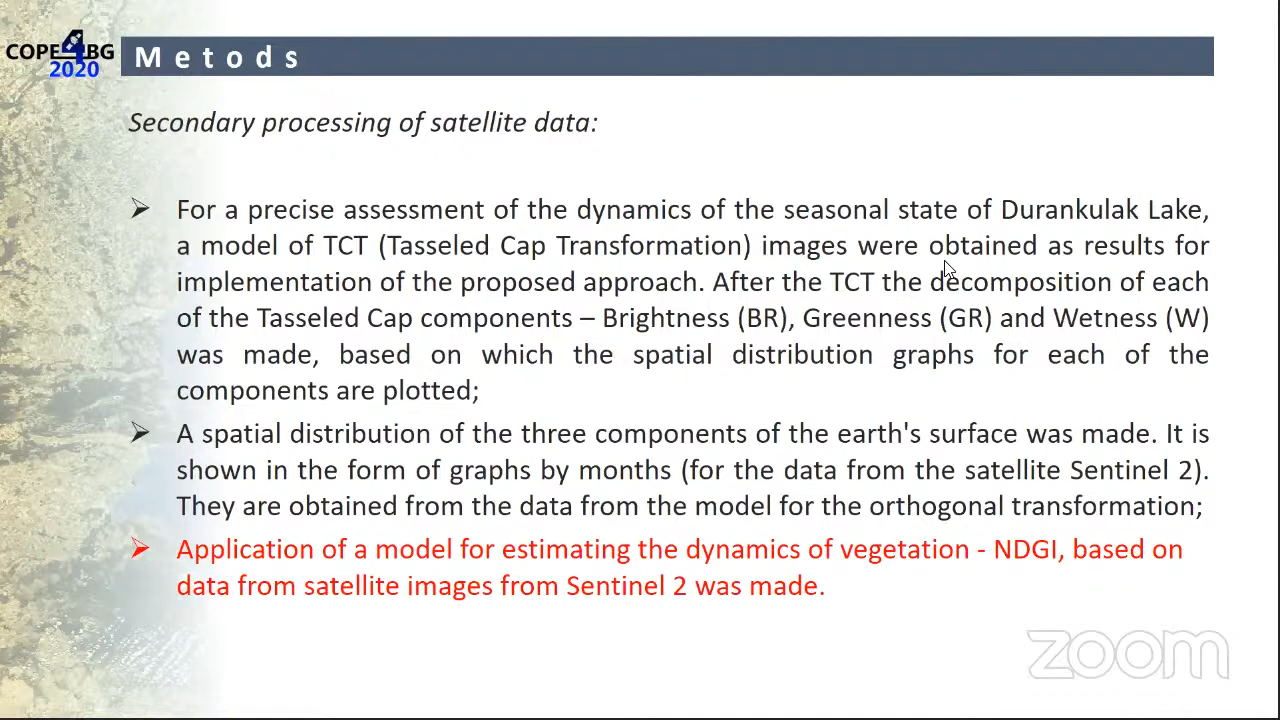 COPE4BG
2020
Metods
Secondary processing of satellite data:
For a precise assessment of the dynamics of the seasonal state of Durankulak Lake,
a model of TCT (Tasseled Cap Transformation) images were obtained as results for
implementation of the proposed approach. After the TCT the decomposition of each
of the Tasseled Cap components – Brightness (BR), Greenness (GR) and Wetness (W)
was made, based on which the spatial distribution graphs for each of the
components are plotted;
A spatial distribution of the three components of the earth's surface was made. It is
shown in the form of graphs by months (for the data from the satellite Sentinel 2).
They are obtained from the data from the model for the orthogonal transformation;
Application of a model for estimating the dynamics of vegetation - NDGI, based on
data from satellite images from Sentinel 2 was made.
zoom